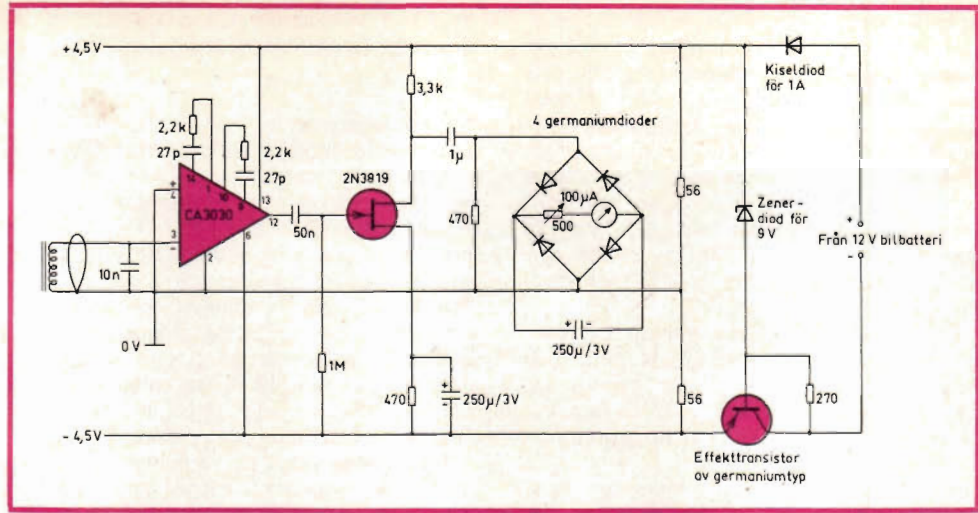 +4,5V
3,3k
Kiseldiod
för 1A
4 germaniumdioder
2,2k
27p
2,2k
27p
1µ
2N3819
14
1
10
8
13
+
4
CA3030
12
50n
470
100µA
500
56
Zener-
diod för
9V
+
Från 12V bilbatteri
-
3
-
2
6
10n
+ -
250µ/3V
0V
1M
470
+
-
250µ/3V
56
270
-4,5V
Effekttransistor
av germaniumtyp